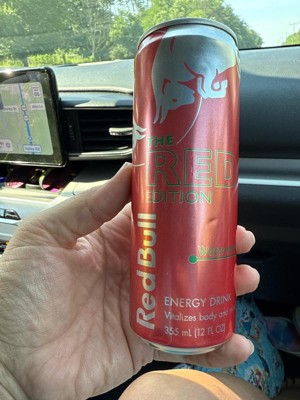 THE
RED
EDITION
Red Bull
ENERGY DRINK
Vitalizes body and
355 mL (12 FL OZ)